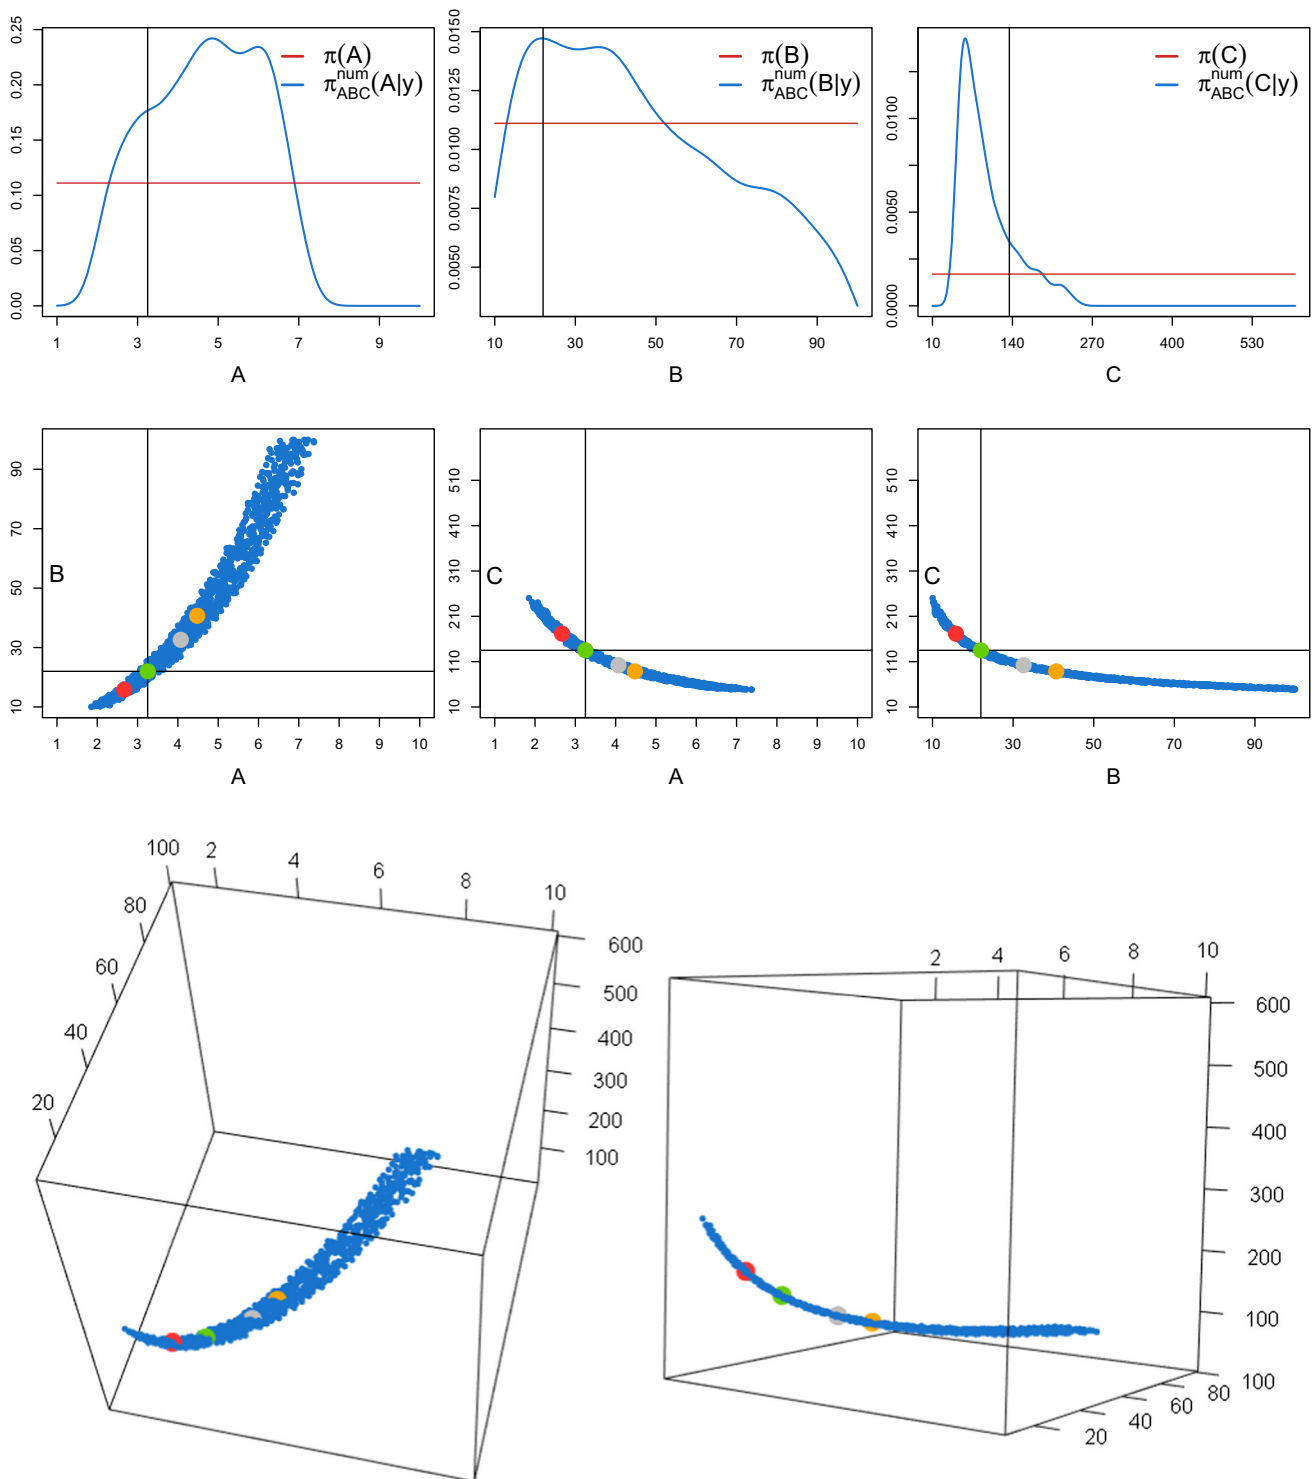 0.00 0.05 0.10 0.15 0.20 0.25
π(A)
π^num_ABC(A|y)
1 3 5 7 9
A
0.0050 0.0075 0.0100 0.0125 0.0150
π(B)
π^num_ABC(B|y)
10 30 50 70 90
B
0.0000 0.0050 0.0100
π(C)
π^num_ABC(C|y)
10 140 270 400 530
C
10 30 50 70 90
B
1 2 3 4 5 6 7 8 9 10
A
10 110 210 310 410 510
C
1 2 3 4 5 6 7 8 9 10
A
10 110 210 310 410 510
C
10 30 50 70 90
B
100 80 60 40 20
2 4 6 8 10
600 500 400 300 200 100
2 4 6 8 10
600 500 400 300 200 100
20 40 60 80 100